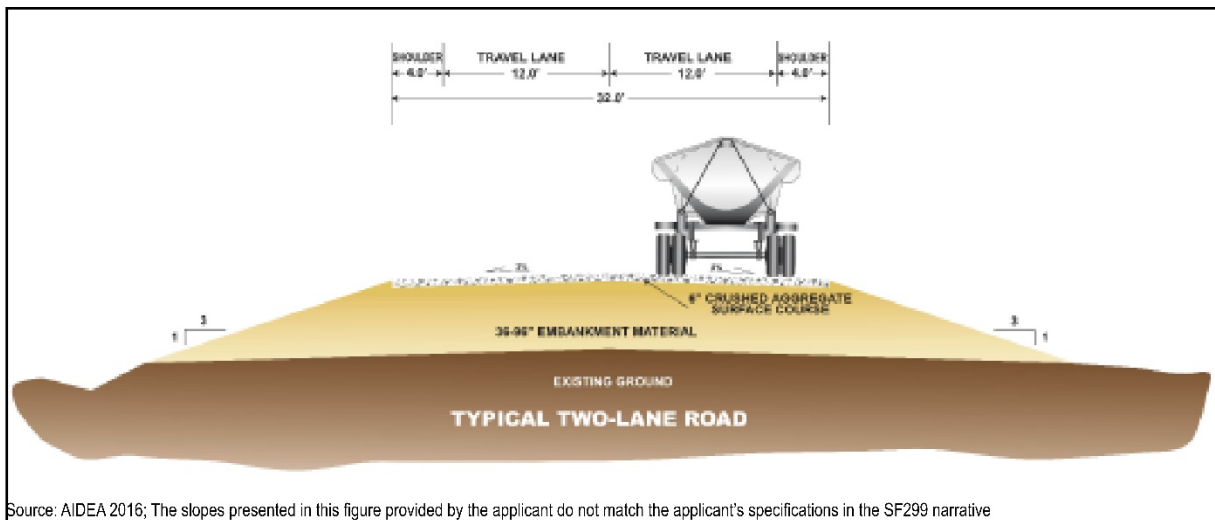 SHOULDER TRAVEL LANE TRAVEL LANE SHOULDER
4.0' 12.0' 12.0' 4.0'
32.0'
2% 2%
6" CRUSHED AGGREGATE
SURFACE COURSE
3 3
1 1
36-96" EMBANKMENT MATERIAL
EXISTING GROUND
TYPICAL TWO-LANE ROAD
Source: AIDEA 2016; The slopes presented in this figure provided by the applicant do not match the applicant's specifications in the SF299 narrative